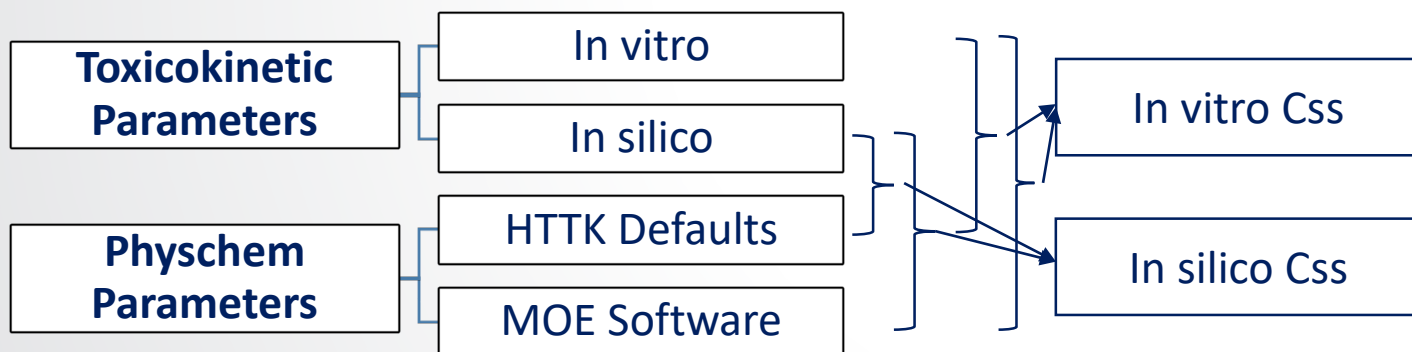 Toxicokinetic
Parameters
In vitro
In silico
Physchem
Parameters
HTTK Defaults
MOE Software
In vitro Css
In silico Css